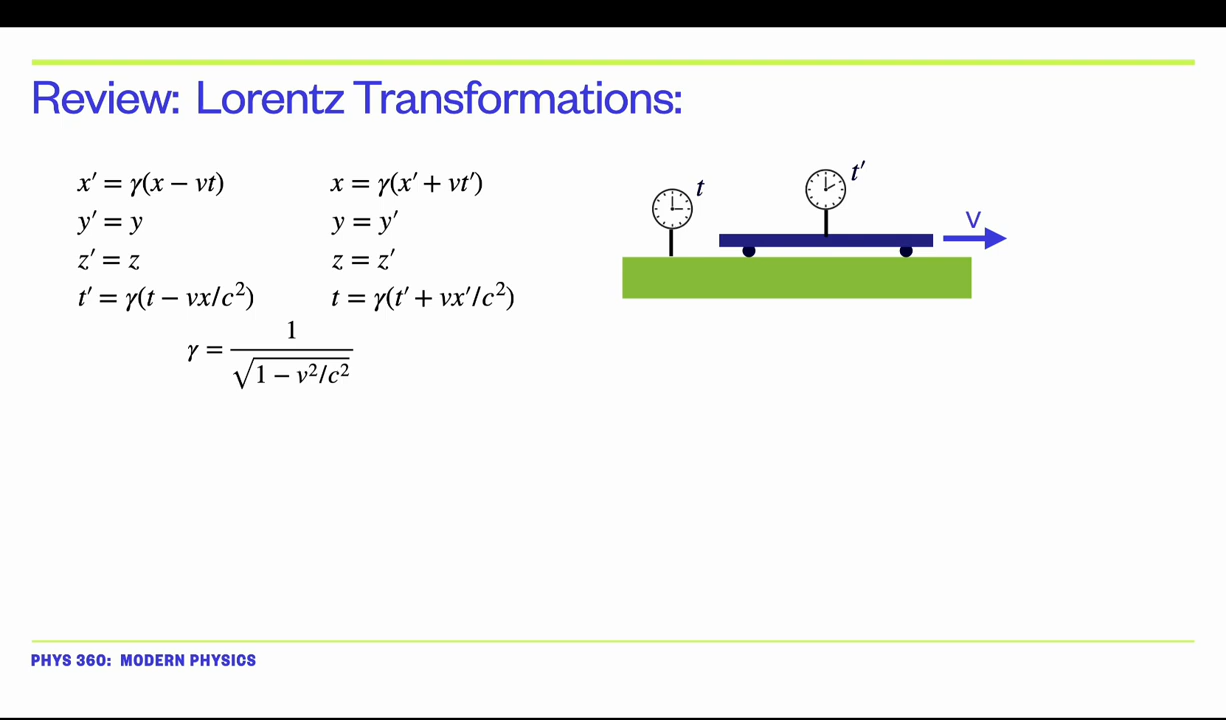 Review: Lorentz Transformations:
x′ = γ(x − vt)
y′ = y
z′ = z
t′ = γ(t − vx/c²)
x = γ(x′ + vt′)
y = y′
z = z′
t = γ(t′ + vx′/c²)
γ = 1 / √(1 − v²/c²)
t
t′
V
PHYS 360: MODERN PHYSICS